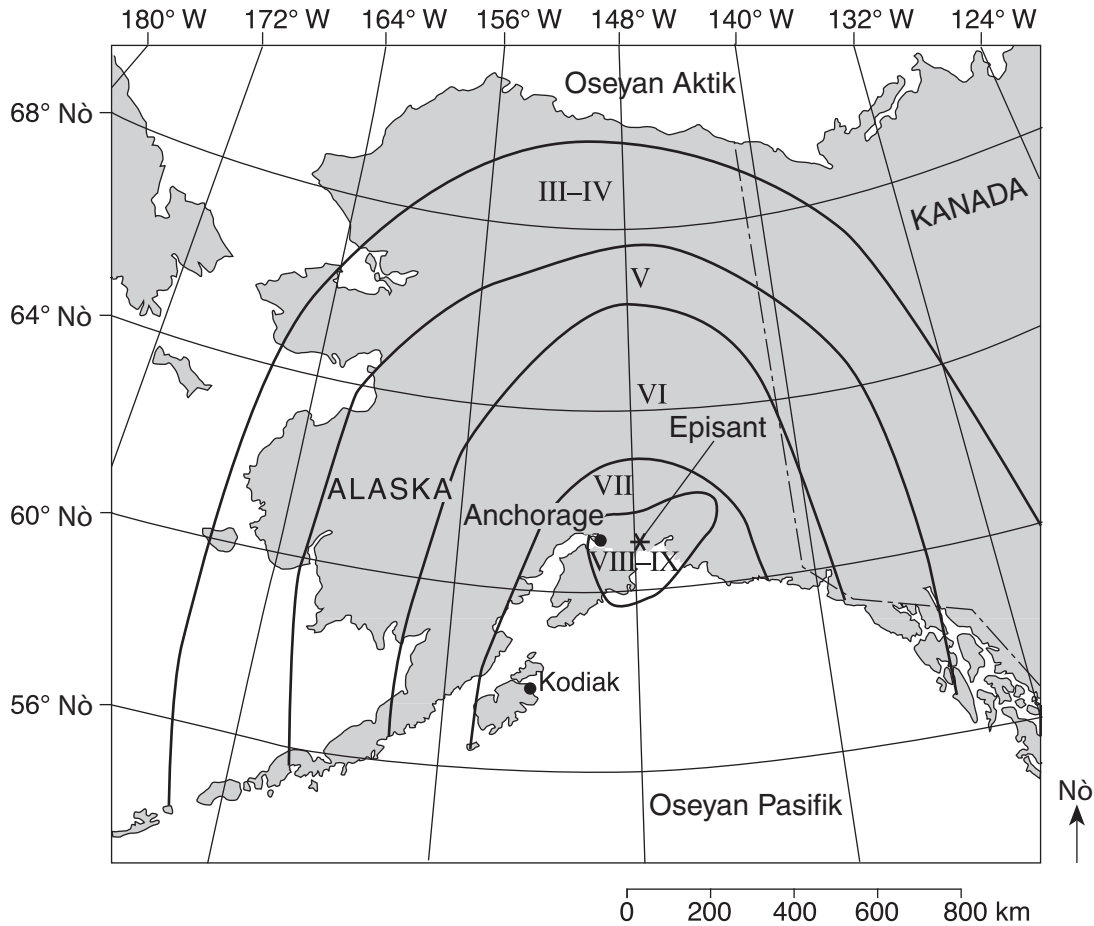 180° W 172° W 164° W 156° W 148° W 140° W 132° W 124° W
Oseyan Aktik
68° Nò
III–IV
KANADA
V
64° Nò
VI
Episant
VII
ALASKA
60° Nò
Anchorage
VIII–IX
Kodiak
56° Nò
Oseyan Pasifik
Nò
0 200 400 600 800 km